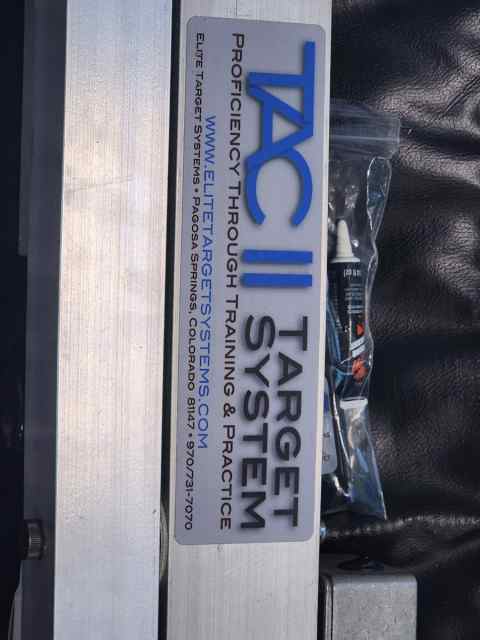 TAC II TARGET SYSTEM
PROFICIENCY THROUGH TRAINING & PRACTICE
WWW.ELITETARGETSYSTEMS.COM
ELITE TARGET SYSTEMS • PAGOSA SPRINGS, COLORADO 81147 • 970/731-7070